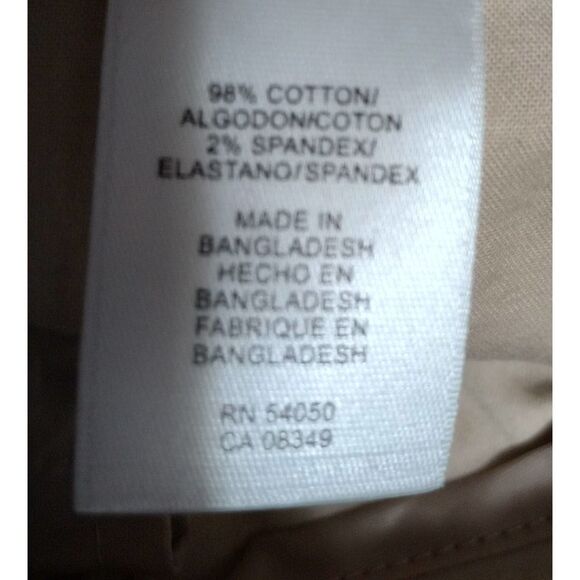 98% COTTON/
ALGODON/COTON
2% SPANDEX/
ELASTANO/SPANDEX
MADE IN
BANGLADESH
HECHO EN
BANGLADESH
FABRIQUE EN
BANGLADESH
RN 54050
CA 08349